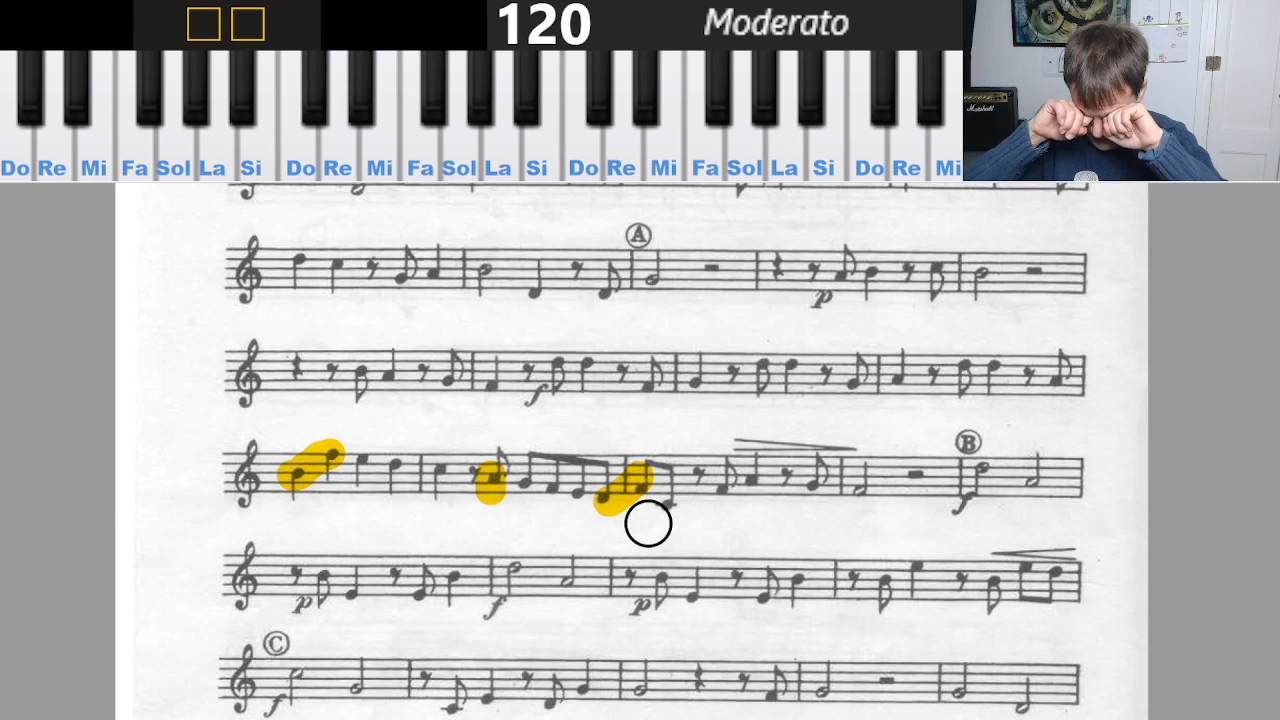 120 Moderato
Marshall
Do Re Mi Fa Sol La Si Do Re Mi Fa Sol La Si Do Re Mi Fa Sol La Si Do Re Mi
A
p
f
B
f
p f p
C
f